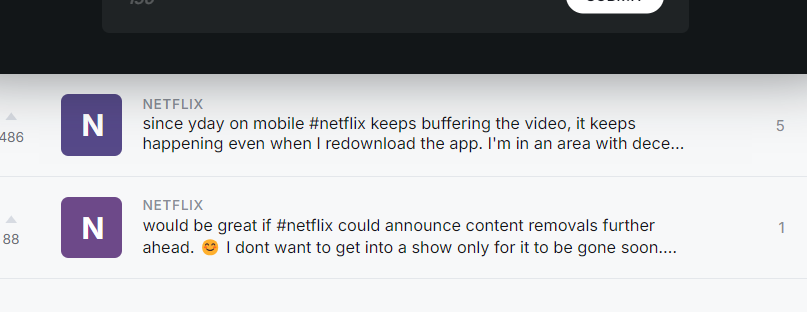 150
SUBMIT
NETFLIX
N
since yday on mobile #netflix keeps buffering the video, it keeps
486
happening even when I redownload the app. I'm in an area with dece...
5
NETFLIX
N
would be great if #netflix could announce content removals further
88
ahead. 😊 I dont want to get into a show only for it to be gone soon....
1